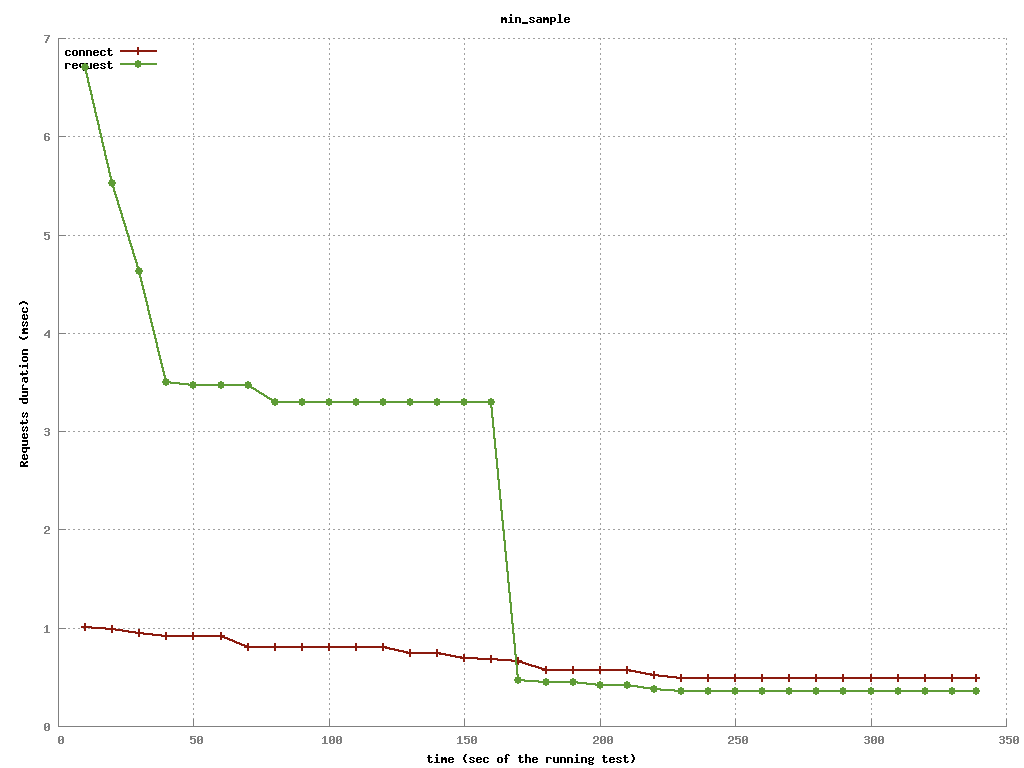 min_sample
connect
request
7
6
5
4
3
2
1
0
Requests duration (msec)
0 50 100 150 200 250 300 350
time (sec of the running test)